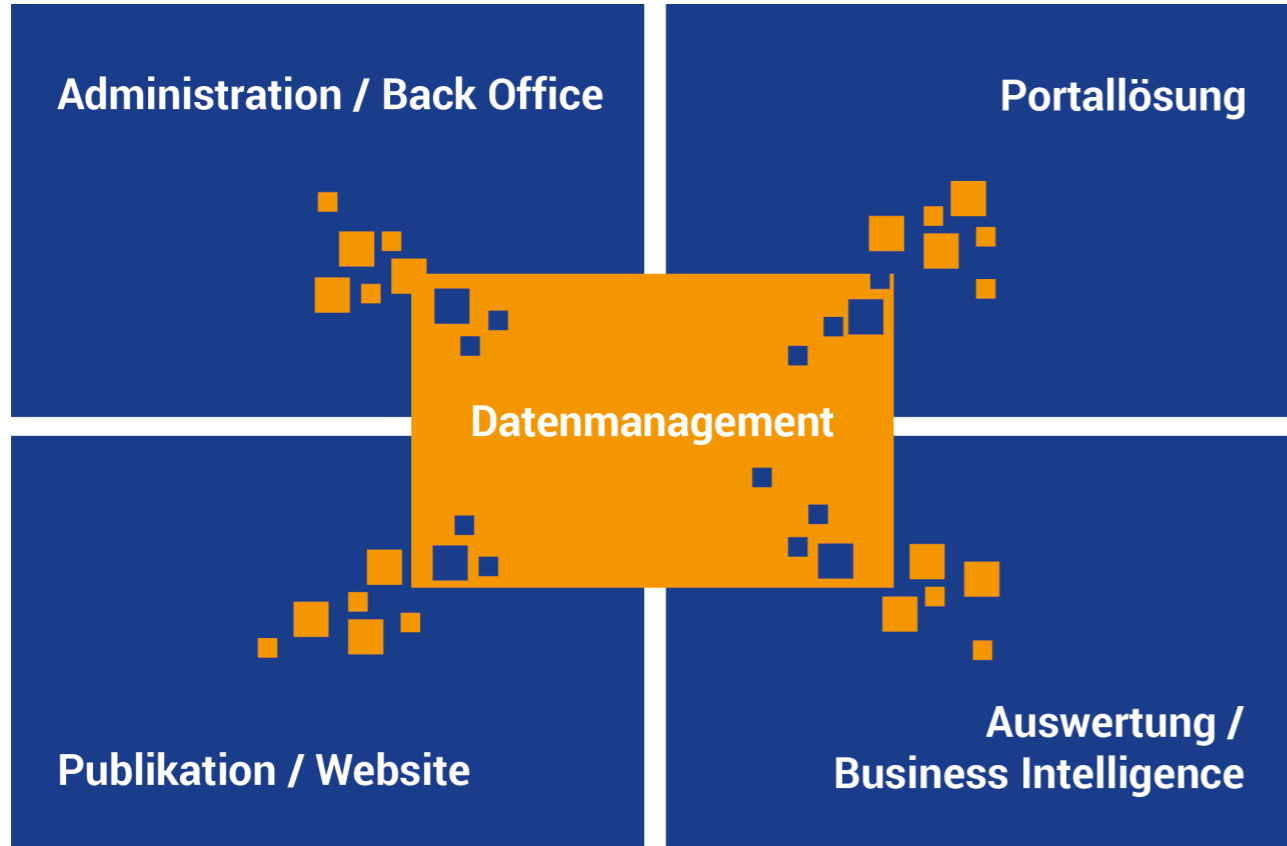 Administration / Back Office
Portallösung
Datenmanagement
Publikation / Website
Auswertung /
Business Intelligence